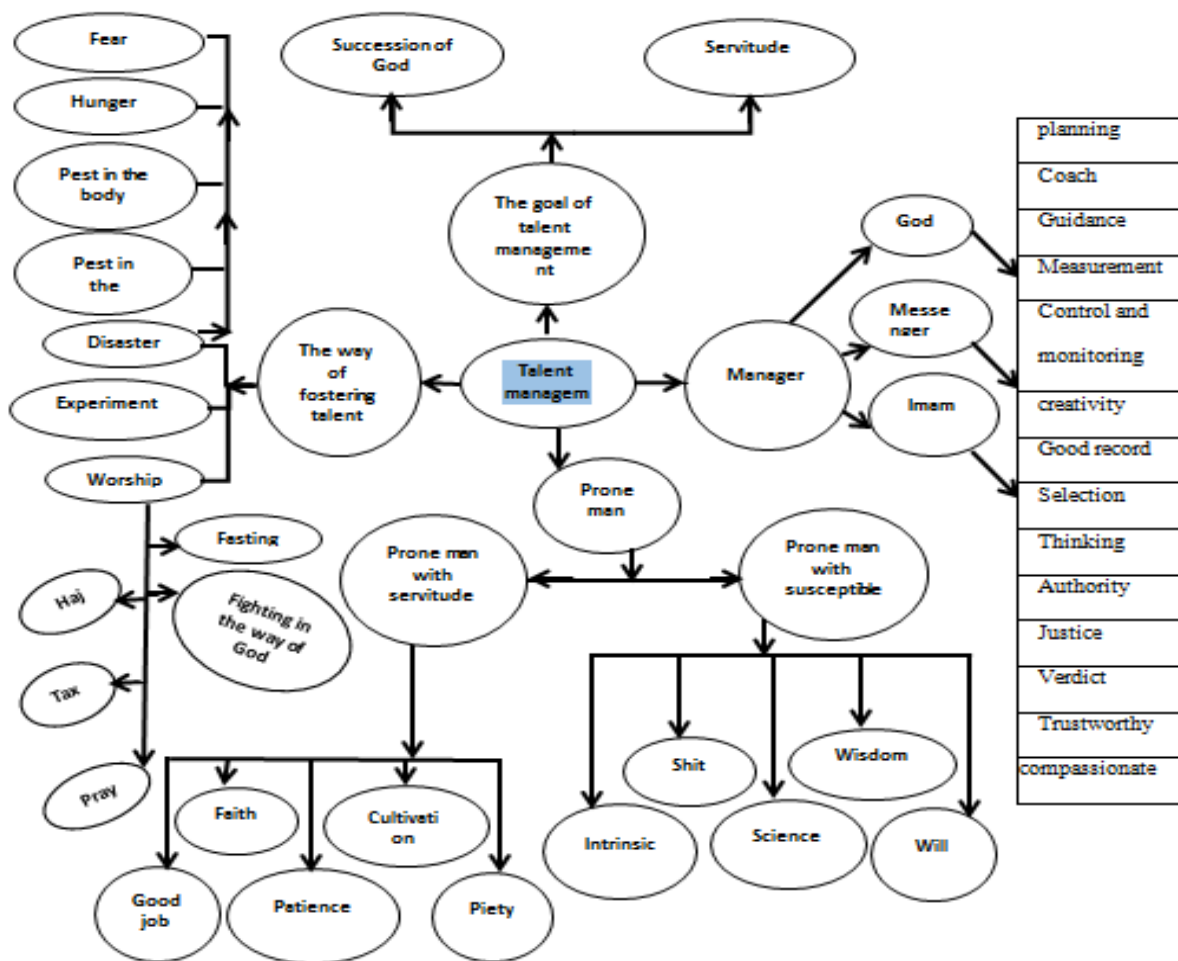 Fear
Hunger
Pest in the
body
Pest in the
Disaster
Experiment
Worship
Succession of
God
Servitude
The goal of
talent
manageme
nt
The way
of
fostering
talent
Talent
managem
Manager
God
Messe
nger
Imam
planning
Coach
Guidance
Measurement
Control and
monitoring
creativity
Good record
Selection
Thinking
Authority
Justice
Verdict
Trustworthy
compassionate
Prone
man
Prone man
with
servitude
Prone man
with
susceptible
Fasting
Haj
Fighting in
the way of
God
Tax
Pray
Faith
Cultivati
on
Good
job
Patience
Piety
Shit
Wisdom
Intrinsic
Science
Will